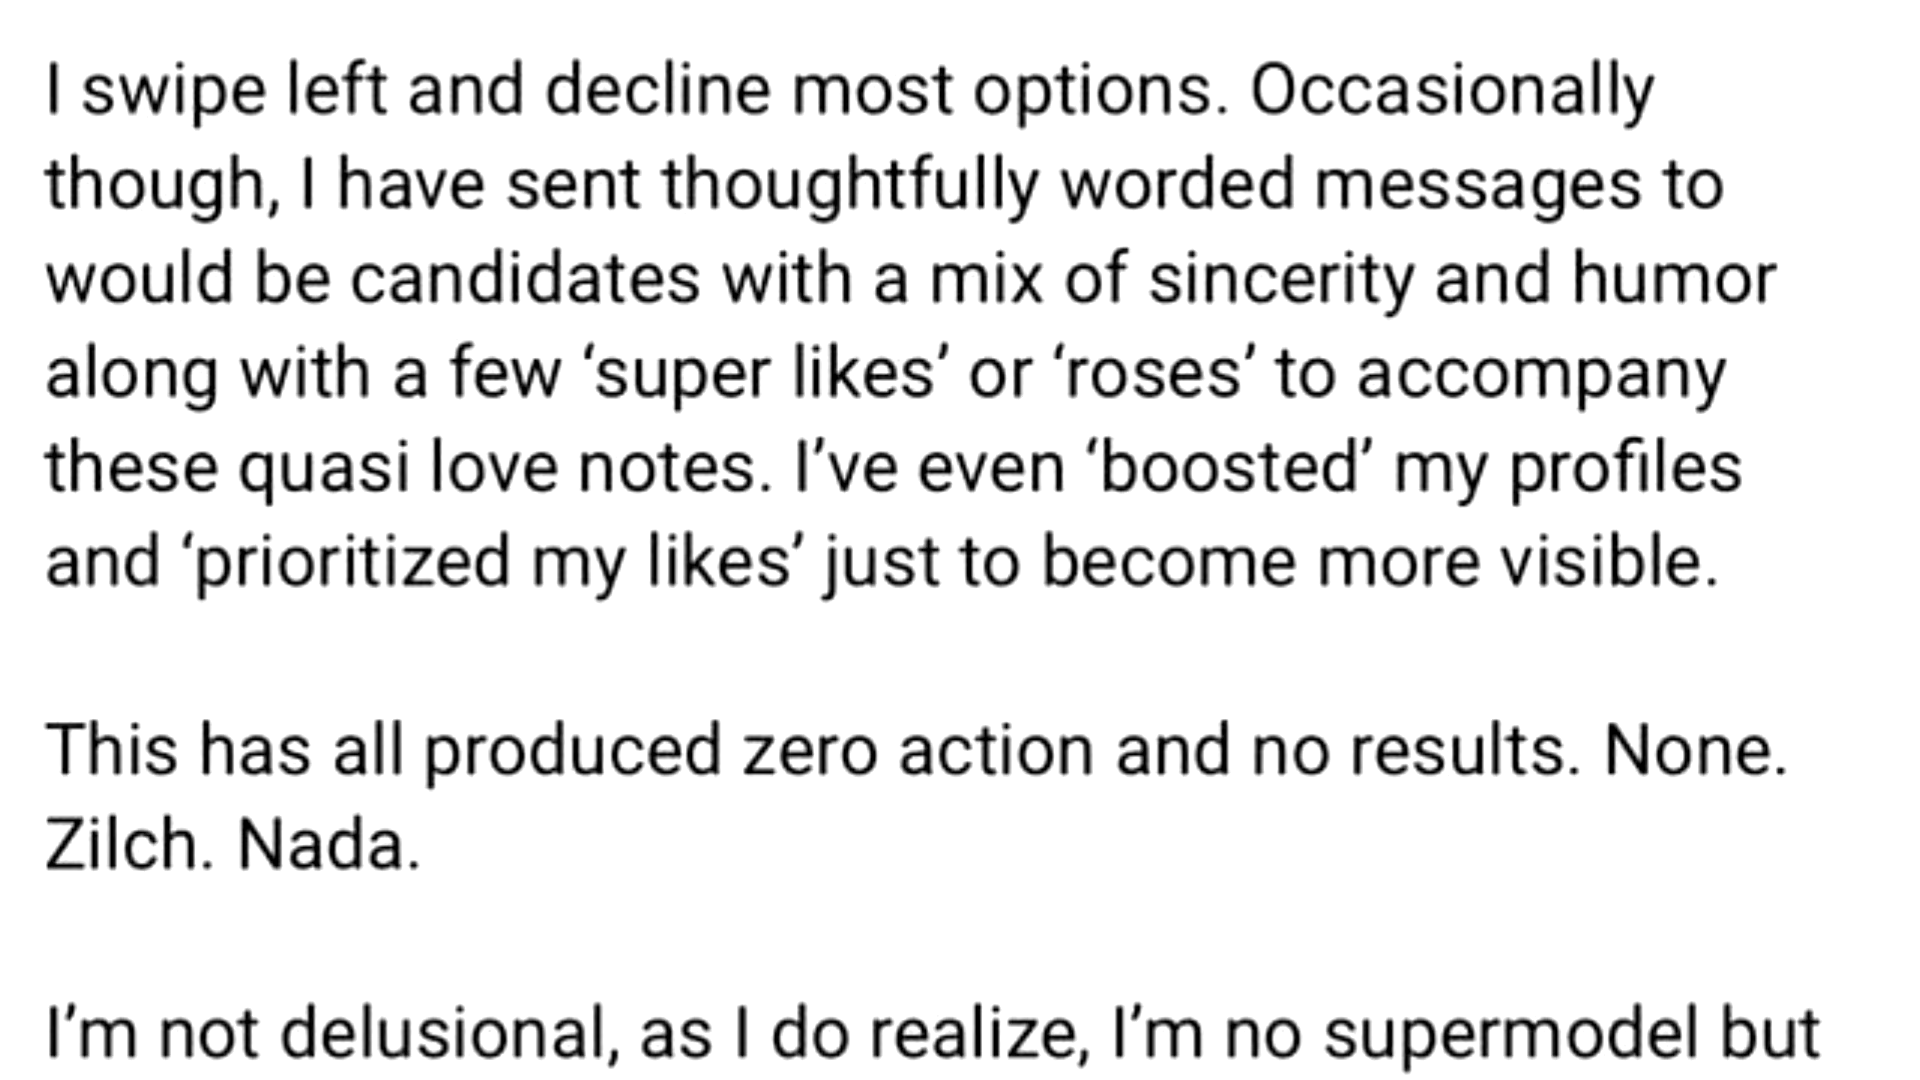 I swipe left and decline most options. Occasionally
though, I have sent thoughtfully worded messages to
would be candidates with a mix of sincerity and humor
along with a few ‘super likes’ or ‘roses’ to accompany
these quasi love notes. I’ve even ‘boosted’ my profiles
and ‘prioritized my likes’ just to become more visible.
This has all produced zero action and no results. None.
Zilch. Nada.
I’m not delusional, as I do realize, I’m no supermodel but